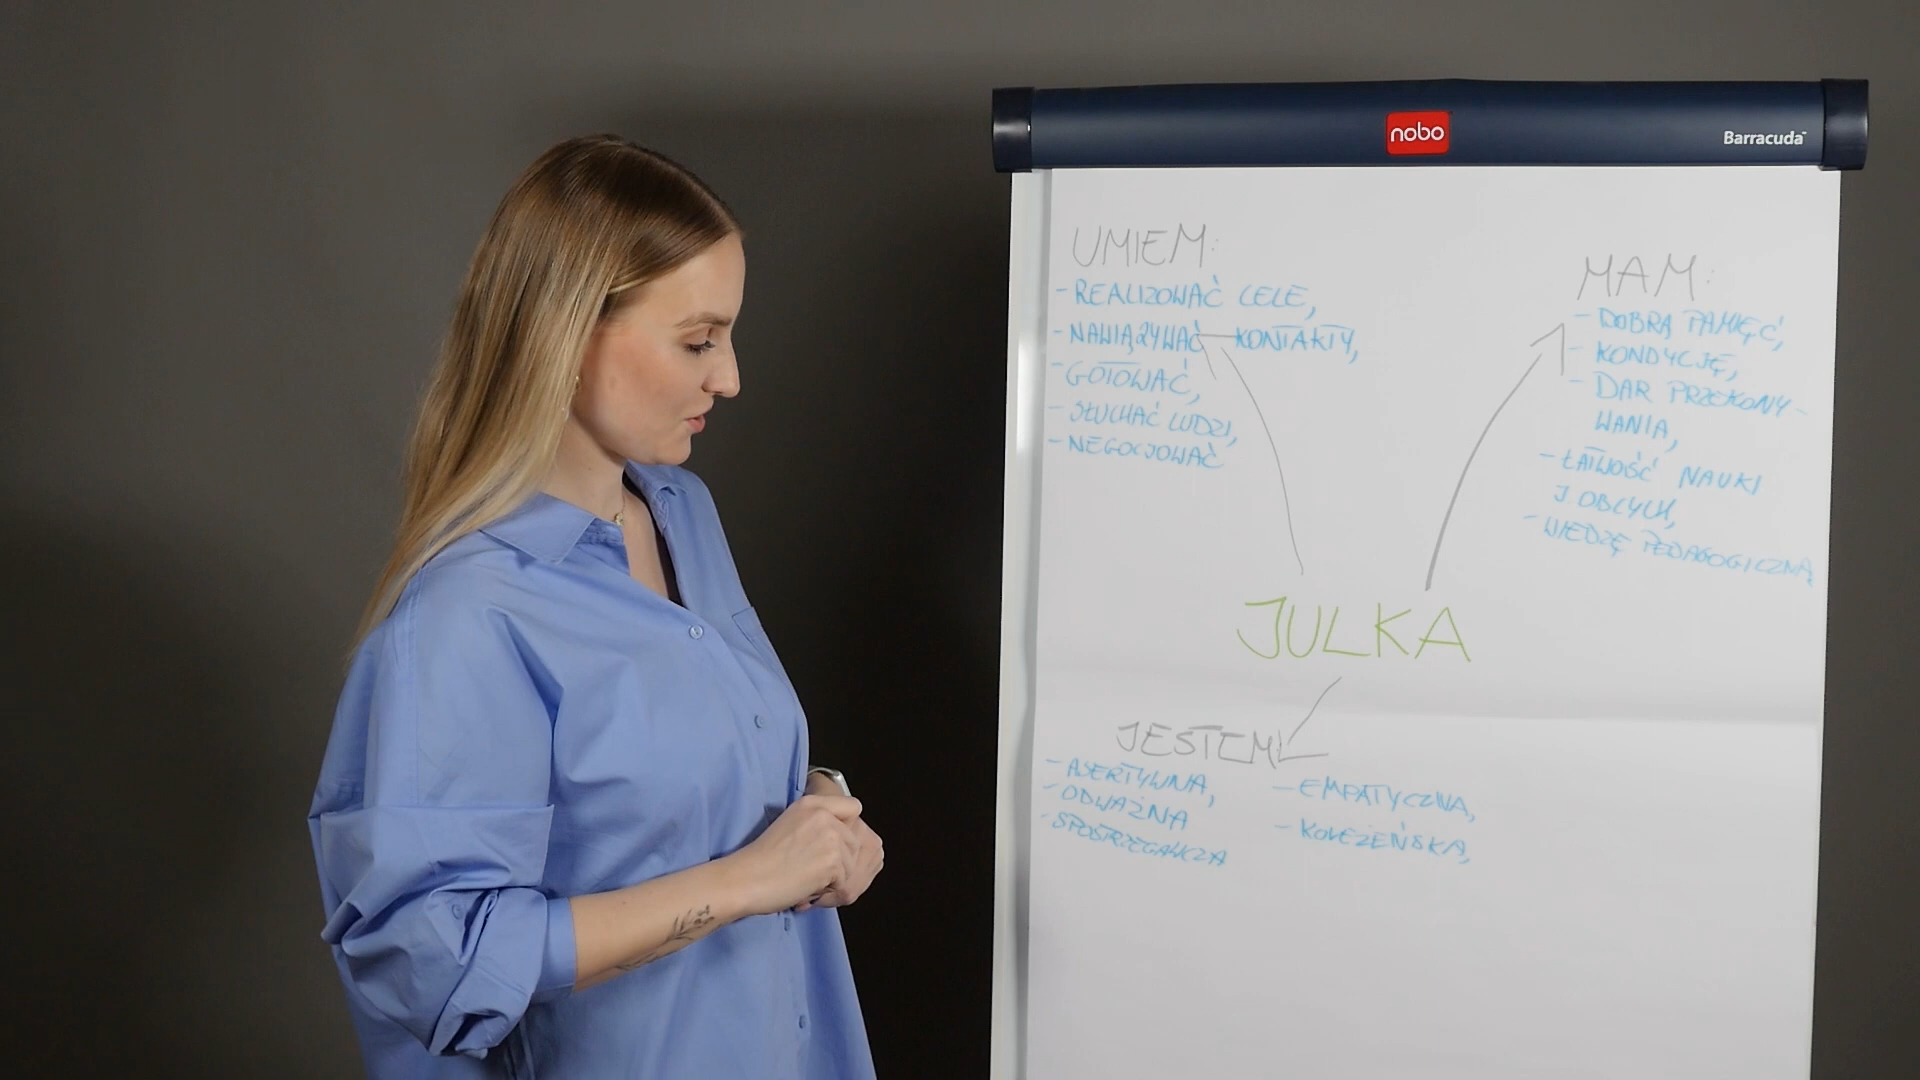 nobo
Barracuda™
UMIEM:
- REALIZOWAĆ CELE,
- NAWIĄZYWAĆ KONTAKTY,
- GOTOWAĆ,
- SŁUCHAĆ LUDZI,
- NEGOCJOWAĆ
MAM:
- DOBRĄ PAMIĘĆ,
- KONDYCJĘ,
- DAR PRZEKONY-
WANIA,
- ŁATWOŚĆ NAUKI
J OBCYCH,
- WIEDZĘ PEDAGOGICZNĄ
JULKA
JESTEM
- ASERTYWNA,
- ODWAŻNA
- SPOSTRZEGAWCZA
- EMPATYCZNA,
- KOLEŻEŃSKA,